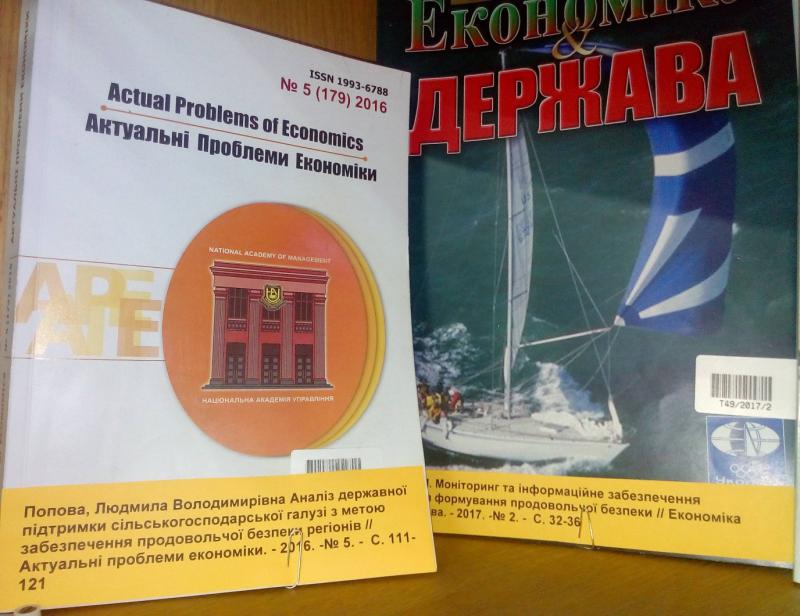 ISSN 1993-6788
№ 5 (179) 2016
Actual Problems of Economics
Актуальні Проблеми Економіки
APE
АПЕ
NATIONAL ACADEMY OF MANAGEMENT
НАЦІОНАЛЬНА АКАДЕМІЯ УПРАВЛІННЯ
Попова, Людмила Володимирівна Аналіз державної
підтримки сільськогосподарської галузі з метою
забезпечення продовольчої безпеки регіонів //
Актуальні проблеми економіки. - 2016. -№ 5. - С. 111-
121
&
ДЕРЖАВА
T49/2017/2
Моніторинг та інформаційне забезпечення
формування продовольчої безпеки // Економіка
- 2017. -№ 2. - С. 32-36